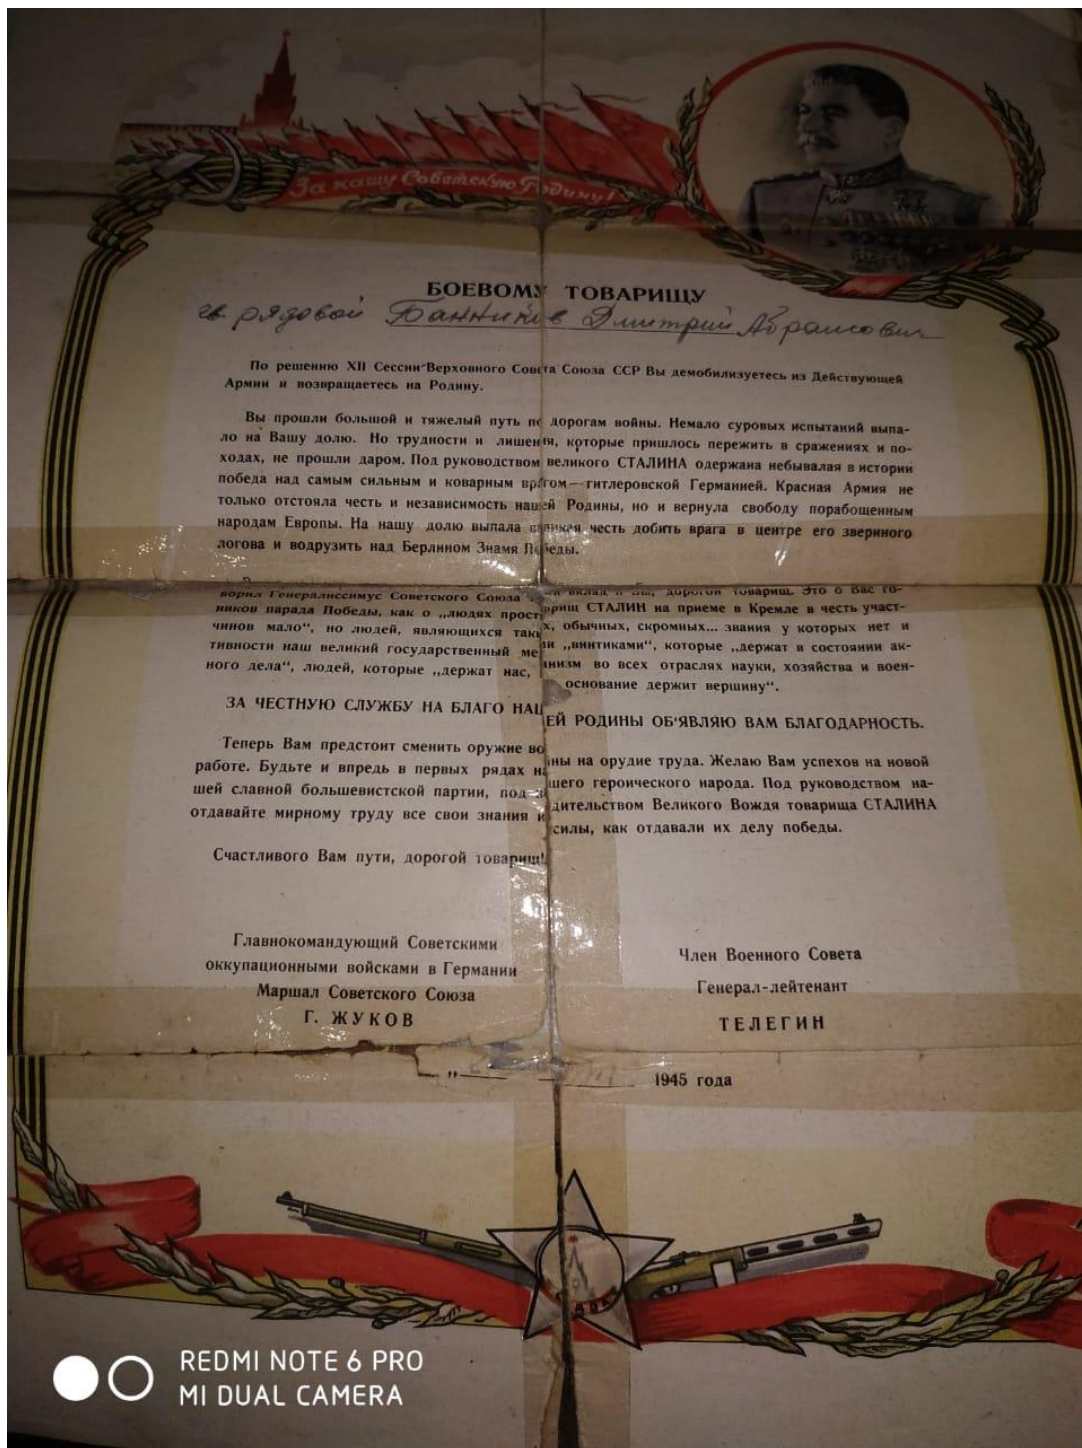 За нашу Советскую Родину!
БОЕВОМУ ТОВАРИЩУ
гв рядовой Банников Дмитрий Абрамович
По решению XII Сессии Верховного Совета Союза ССР Вы демобилизуетесь из Действующей
Армии и возвращаетесь на Родину.
Вы прошли большой и тяжелый путь по дорогам войны. Немало суровых испытаний выпа-
ло на Вашу долю. Но трудности и лишения, которые пришлось пережить в сражениях и по-
ходах, не прошли даром. Под руководством великого СТАЛИНА одержана небывалая в истории
победа над самым сильным и коварным врагом—гитлеровской Германией. Красная Армия не
только отстояла честь и независимость нашей Родины, но и вернула свободу порабощенным
народам Европы. На нашу долю выпала великая честь добить врага в центре его звериного
логова и водрузить над Берлином Знамя Победы.
вклад и Вы, дорогой товарищ. Это о Вас го-
ворил Генералиссимус Советского Союза товарищ СТАЛИН на приеме в Кремле в честь участ-
ников парада Победы, как о „людях простых, обычных, скромных... звания у которых нет и
чинов мало“, но людей, являющихся теми „винтиками“, которые „держат в состоянии ак-
тивности наш великий государственный механизм во всех отраслях науки, хозяйства и воен-
ного дела“, людей, которые „держат нас, основание держит вершину“.
ЗА ЧЕСТНУЮ СЛУЖБУ НА БЛАГО НАШЕЙ РОДИНЫ ОБ‘ЯВЛЯЮ ВАМ БЛАГОДАРНОСТЬ.
Теперь Вам предстоит сменить оружие войны на орудие труда. Желаю Вам успехов на новой
работе. Будьте и впредь в первых рядах нашего героического народа. Под руководством на-
шей славной большевистской партии, под водительством Великого Вождя товарища СТАЛИНА
отдавайте мирному труду все свои знания и силы, как отдавали их делу победы.
Счастливого Вам пути, дорогой товарищ!
Главнокомандующий Советскими
оккупационными войсками в Германии
Маршал Советского Союза
Г. ЖУКОВ
Член Военного Совета
Генерал-лейтенант
ТЕЛЕГИН
1945 года
REDMI NOTE 6 PRO
MI DUAL CAMERA